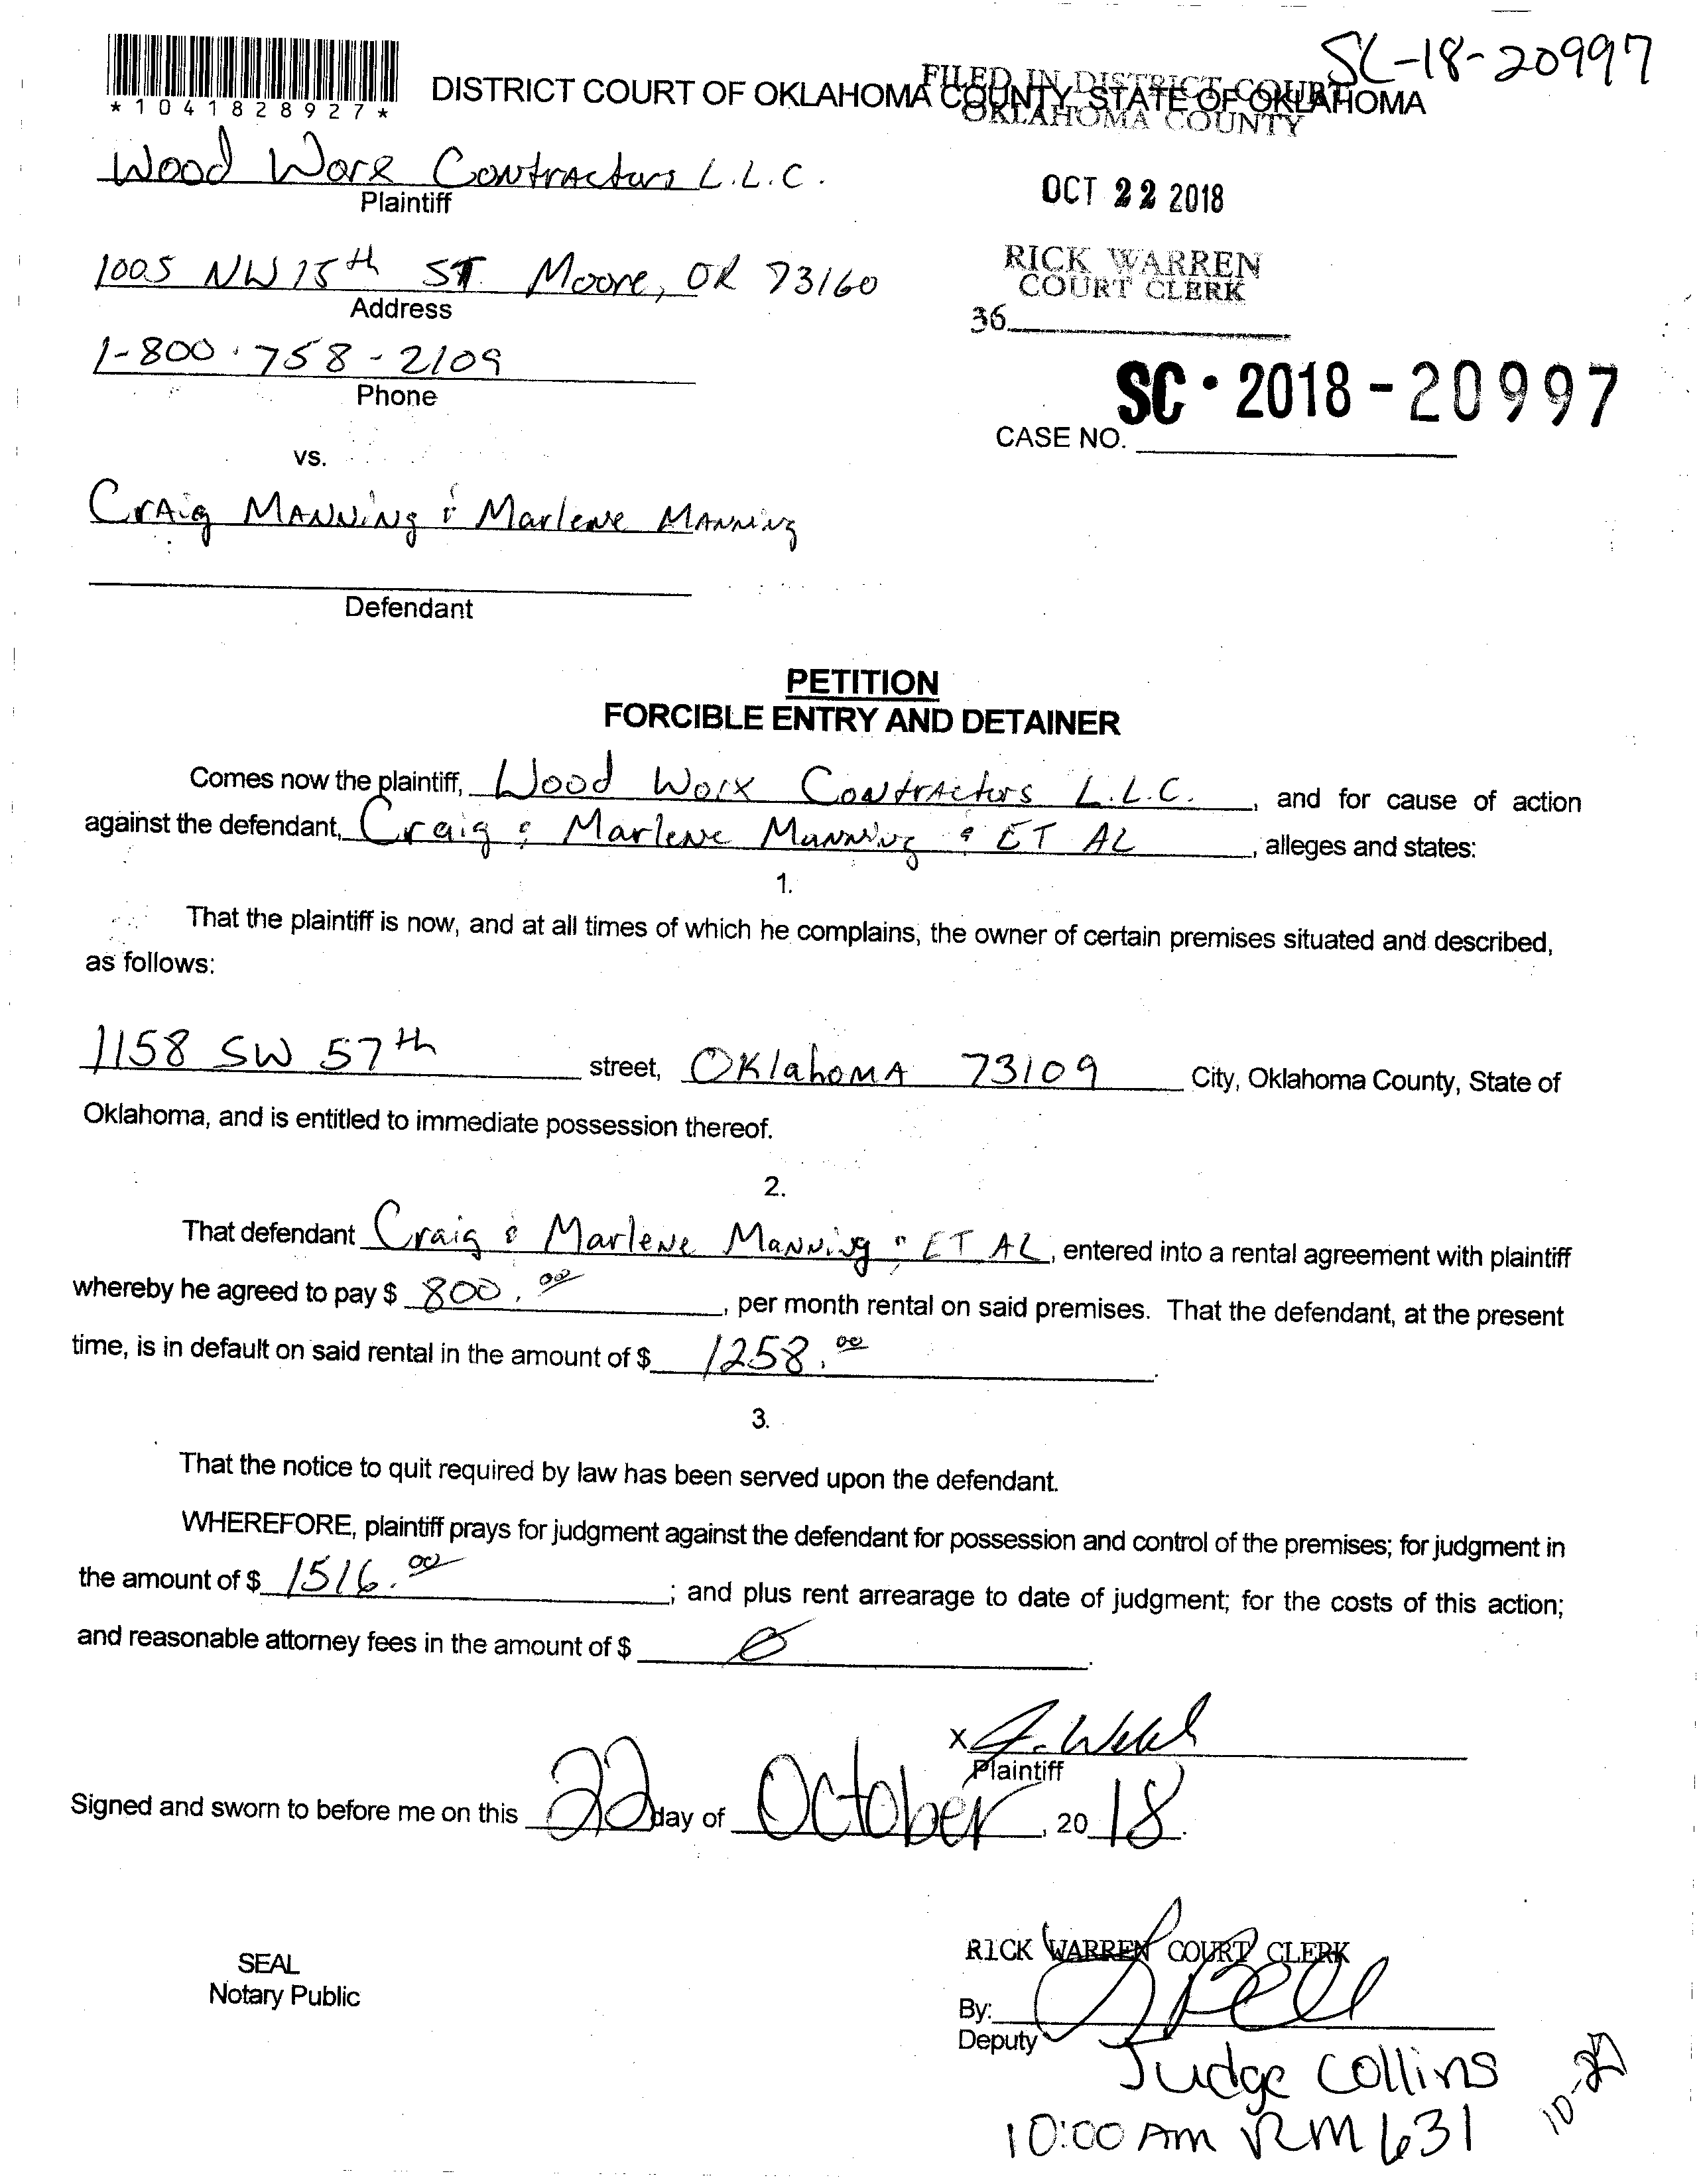 SC-18-20997
*1041828927*
DISTRICT COURT OF OKLAHOMA COUNTY, STATE OF OKLAHOMA
FILED IN DISTRICT COURT
OKLAHOMA COUNTY
Wood Worx Contractors L.L.C.
Plaintiff
OCT 22 2018
1005 NW 15th ST. Moore, OK 73160
Address
RICK WARREN
COURT CLERK
36
1-800-758-2109
Phone
SC-2018-20997
CASE NO.
vs.
Craig Manning & Marlene Manning
Defendant
PETITION
FORCIBLE ENTRY AND DETAINER
Comes now the plaintiff, Wood Worx Contractors L.L.C. , and for cause of action
against the defendant, Craig & Marlene Manning & ET AL , alleges and states:
1.
That the plaintiff is now, and at all times of which he complains, the owner of certain premises situated and described,
as follows:
1158 SW 57th street, OKlahoma 73109 City, Oklahoma County, State of
Oklahoma, and is entitled to immediate possession thereof.
2.
That defendant Craig & Marlene Manning & ET AL, entered into a rental agreement with plaintiff
whereby he agreed to pay $ 800.00 , per month rental on said premises. That the defendant, at the present
time, is in default on said rental in the amount of $ 1258.00 .
3.
That the notice to quit required by law has been served upon the defendant.
WHEREFORE, plaintiff prays for judgment against the defendant for possession and control of the premises; for judgment in
the amount of $ 1516.00 ; and plus rent arrearage to date of judgment; for the costs of this action;
and reasonable attorney fees in the amount of $ 0 .
X
Plaintiff
Signed and sworn to before me on this 22 day of October, 2018.
RICK WARREN COURT CLERK
SEAL
Notary Public
By: Bell
Deputy
Judge Collins
10:00 Am RM 631